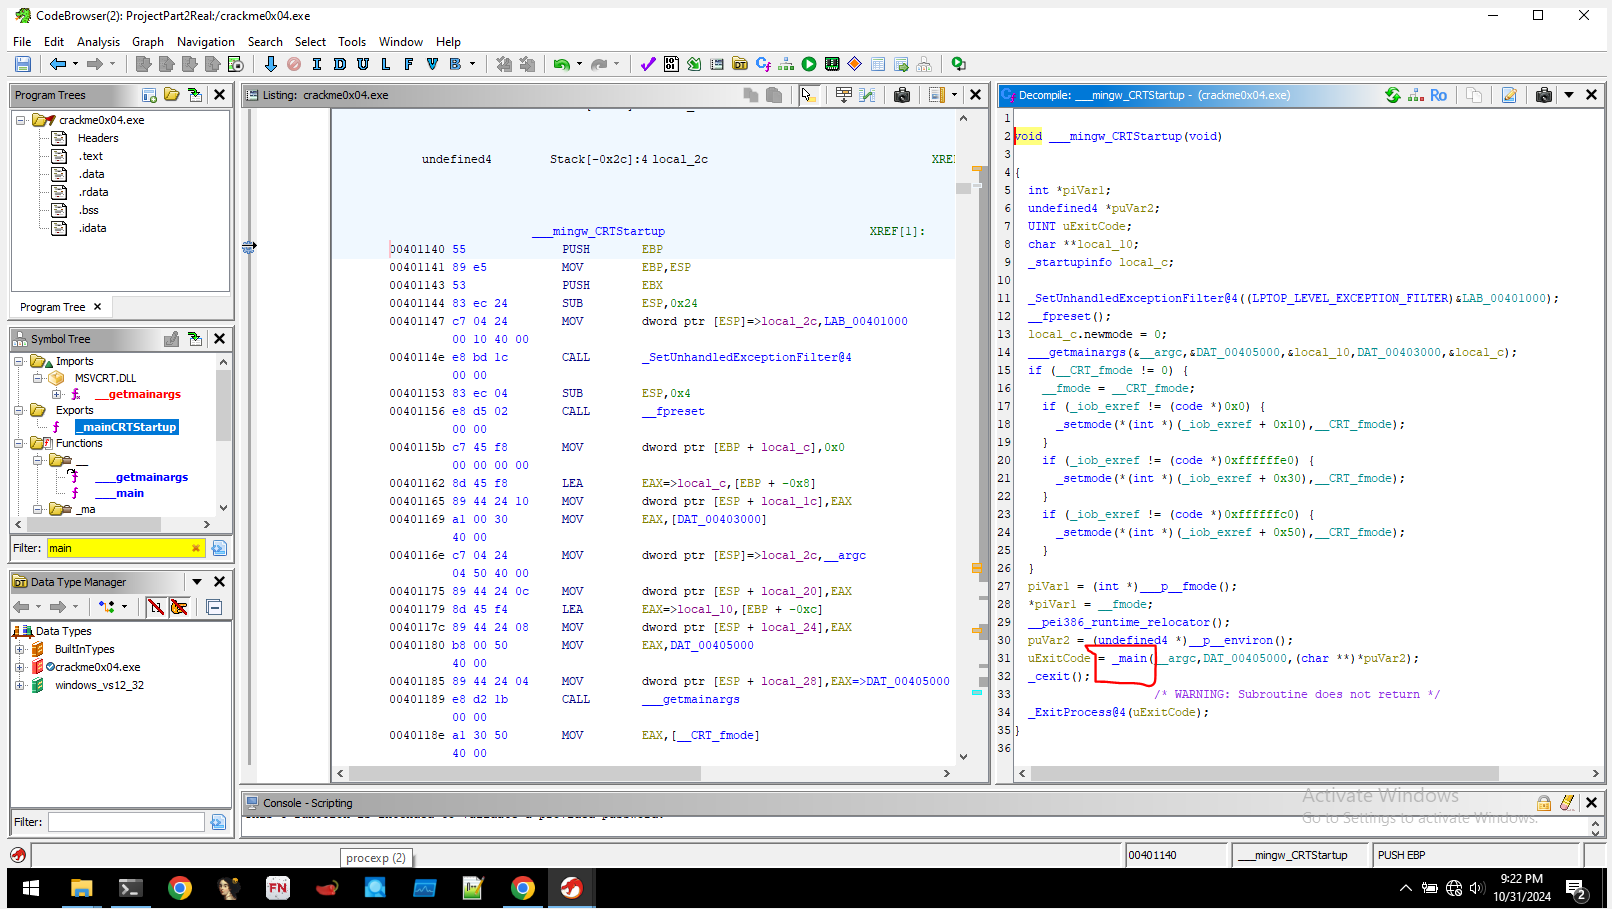 CodeBrowser(2): ProjectPart2Real:/crackme0x04.exe
File Edit Analysis Graph Navigation Search Select Tools Window Help
I D U L F V B
Program Trees
crackme0x04.exe
Headers
.text
.data
.rdata
.bss
.idata
Program Tree
Symbol Tree
Imports
MSVCRT.DLL
__getmainargs
Exports
_mainCRTStartup
Functions
__
___getmainargs
___main
_ma
Filter: main
Data Type Manager
Data Types
BuiltInTypes
crackme0x04.exe
windows_vs12_32
Filter:
Listing: crackme0x04.exe
undefined4 Stack[-0x2c]:4 local_2c XREF
___mingw_CRTStartup XREF[1]:
00401140 55 PUSH EBP
00401141 89 e5 MOV EBP,ESP
00401143 53 PUSH EBX
00401144 83 ec 24 SUB ESP,0x24
00401147 c7 04 24 MOV dword ptr [ESP]=>local_2c,LAB_00401000
00 10 40 00
0040114e e8 bd 1c CALL _SetUnhandledExceptionFilter@4
00 00
00401153 83 ec 04 SUB ESP,0x4
00401156 e8 d5 02 CALL __fpreset
00 00
0040115b c7 45 f8 MOV dword ptr [EBP + local_c],0x0
00 00 00 00
00401162 8d 45 f8 LEA EAX=>local_c,[EBP + -0x8]
00401165 89 44 24 10 MOV dword ptr [ESP + local_1c],EAX
00401169 a1 00 30 MOV EAX,[DAT_00403000]
40 00
0040116e c7 04 24 MOV dword ptr [ESP]=>local_2c,__argc
04 50 40 00
00401175 89 44 24 0c MOV dword ptr [ESP + local_20],EAX
00401179 8d 45 f4 LEA EAX=>local_10,[EBP + -0xc]
0040117c 89 44 24 08 MOV dword ptr [ESP + local_24],EAX
00401180 b8 00 50 MOV EAX,DAT_00405000
40 00
00401185 89 44 24 04 MOV dword ptr [ESP + local_28],EAX=>DAT_00405000
00401189 e8 d2 1b CALL ___getmainargs
00 00
0040118e a1 30 50 MOV EAX,[__CRT_fmode]
40 00
Decompile: ___mingw_CRTStartup - (crackme0x04.exe)
Ro
1
2 void ___mingw_CRTStartup(void)
3
4 {
5 int *piVar1;
6 undefined4 *puVar2;
7 UINT uExitCode;
8 char **local_10;
9 _startupinfo local_c;
10
11 _SetUnhandledExceptionFilter@4((LPTOP_LEVEL_EXCEPTION_FILTER)&LAB_00401000);
12 __fpreset();
13 local_c.newmode = 0;
14 ___getmainargs(&__argc,&DAT_00405000,&local_10,DAT_00403000,&local_c);
15 if (__CRT_fmode != 0) {
16 __fmode = __CRT_fmode;
17 if (_iob_exref != (code *)0x0) {
18 _setmode(*(int *)(_iob_exref + 0x10),__CRT_fmode);
19 }
20 if (_iob_exref != (code *)0xffffffe0) {
21 _setmode(*(int *)(_iob_exref + 0x30),__CRT_fmode);
22 }
23 if (_iob_exref != (code *)0xffffffc0) {
24 _setmode(*(int *)(_iob_exref + 0x50),__CRT_fmode);
25 }
26 }
27 piVar1 = (int *)___p__fmode();
28 *piVar1 = __fmode;
29 __pei386_runtime_relocator();
30 puVar2 = (undefined4 *)__p__environ();
31 uExitCode = _main(__argc,DAT_00405000,(char **)*puVar2);
32 _cexit();
33 /* WARNING: Subroutine does not return */
34 _ExitProcess@4(uExitCode);
35 }
36
Console - Scripting
Activate Windows
Go to Settings to activate Windows.
00401140 ___mingw_CRTStartup PUSH EBP
procexp (2)
FN
9:22 PM
10/31/2024
2